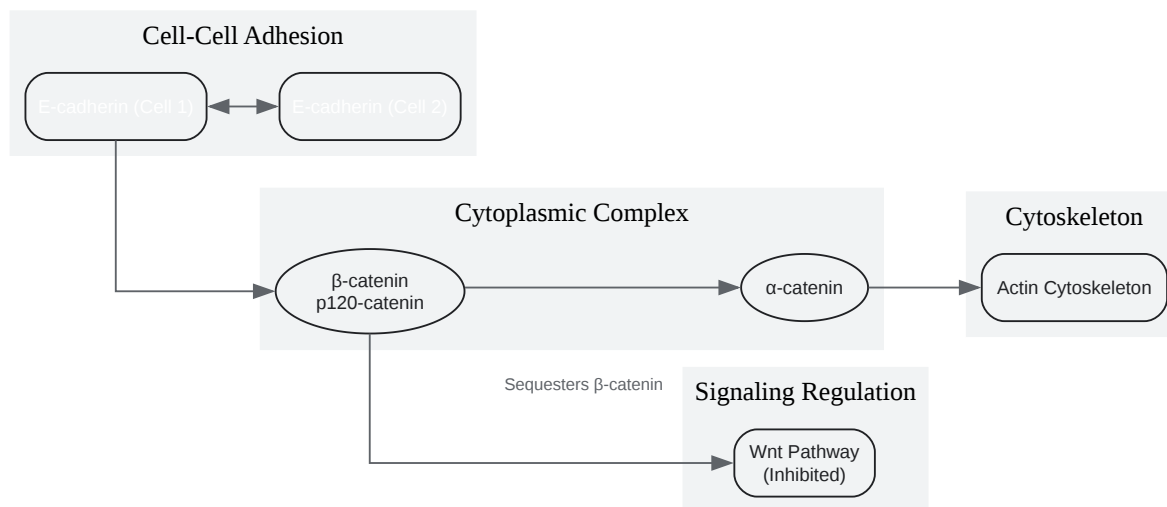 Cell-Cell Adhesion
E-cadherin (Cell 1)
E-cadherin (Cell 2)
Cytoplasmic Complex
β-catenin
p120-catenin
α-catenin
Cytoskeleton
Actin Cytoskeleton
Sequesters β-catenin
Signaling Regulation
Wnt Pathway
(Inhibited)